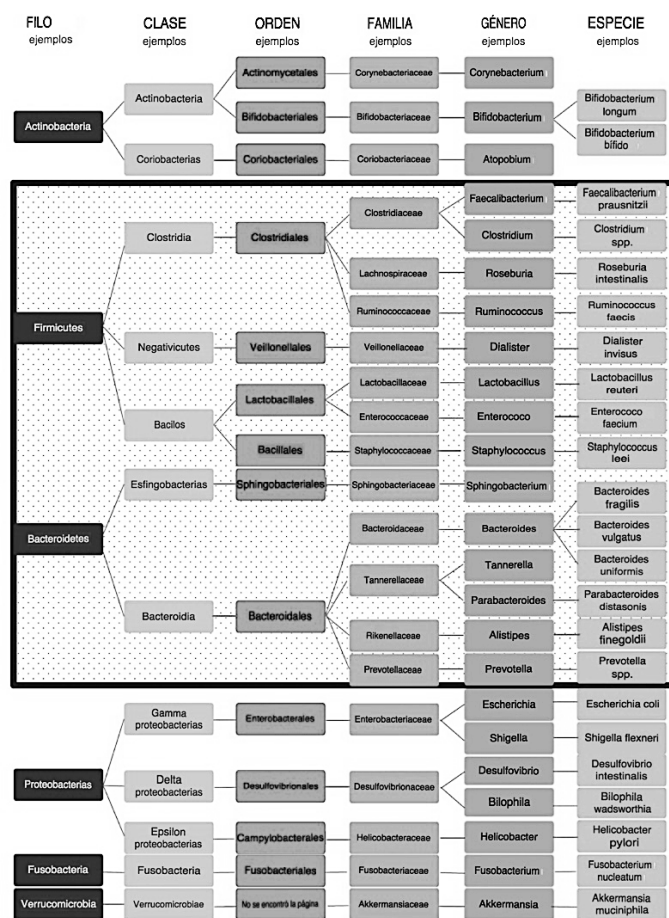 FILO
ejemplos
CLASE
ejemplos
ORDEN
ejemplos
FAMILIA
ejemplos
GÉNERO
ejemplos
ESPECIE
ejemplos
Actinobacteria
Actinobacteria
Actinomycetales
Corynebacteriaceae
Corynebacterium
Bifidobacteriales
Bifidobacteriaceae
Bifidobacterium
Bifidobacterium
longum
Bifidobacterium
bífido
Coriobacterias
Coriobacteriales
Coriobacteriaceae
Atopobium
Firmicutes
Clostridia
Clostridiales
Clostridiaceae
Faecalibacterium
Faecalibacterium
prausnitzii
Clostridium
Clostridium
spp.
Lachnospiraceae
Roseburia
Roseburia
intestinalis
Ruminococcaceae
Ruminococcus
Ruminococcus
faecis
Negativicutes
Veillonellales
Veillonellaceae
Dialister
Dialister
invisus
Bacilos
Lactobacillales
Lactobacillaceae
Lactobacillus
Lactobacillus
reuteri
Enterococcaceae
Enterococo
Enterococo
faecium
Bacillales
Staphylococcaceae
Staphylococcus
Staphylococcus
leei
Bacteroidetes
Esfingobacterias
Sphingobacteriales
Sphingobacteriaceae
Sphingobacterium
Bacteroidia
Bacteroidales
Bacteroidaceae
Bacteroides
Bacteroides
fragilis
Bacteroides
vulgatus
Bacteroides
uniformis
Tannerellaceae
Tannerella
Parabacteroides
Parabacteroides
distasonis
Rikenellaceae
Alistipes
Alistipes
finegoldii
Prevotellaceae
Prevotella
Prevotella
spp.
Proteobacterias
Gamma
proteobacterias
Enterobacterales
Enterobacteriaceae
Escherichia
Escherichia coli
Shigella
Shigella flexneri
Delta
proteobacterias
Desulfovibrionales
Desulfovibrionaceae
Desulfovibrio
Desulfovibrio
intestinalis
Bilophila
Bilophila
wadsworthia
Epsilon
proteobacterias
Campylobacterales
Helicobacteraceae
Helicobacter
Helicobacter
pylori
Fusobacteria
Fusobacteria
Fusobacteriales
Fusobacteriaceae
Fusobacterium
Fusobacterium
nucleatum
Verrucomicrobia
Verrucomicrobiae
No se encontró la página
Akkermansiaceae
Akkermansia
Akkermansia
muciniphila